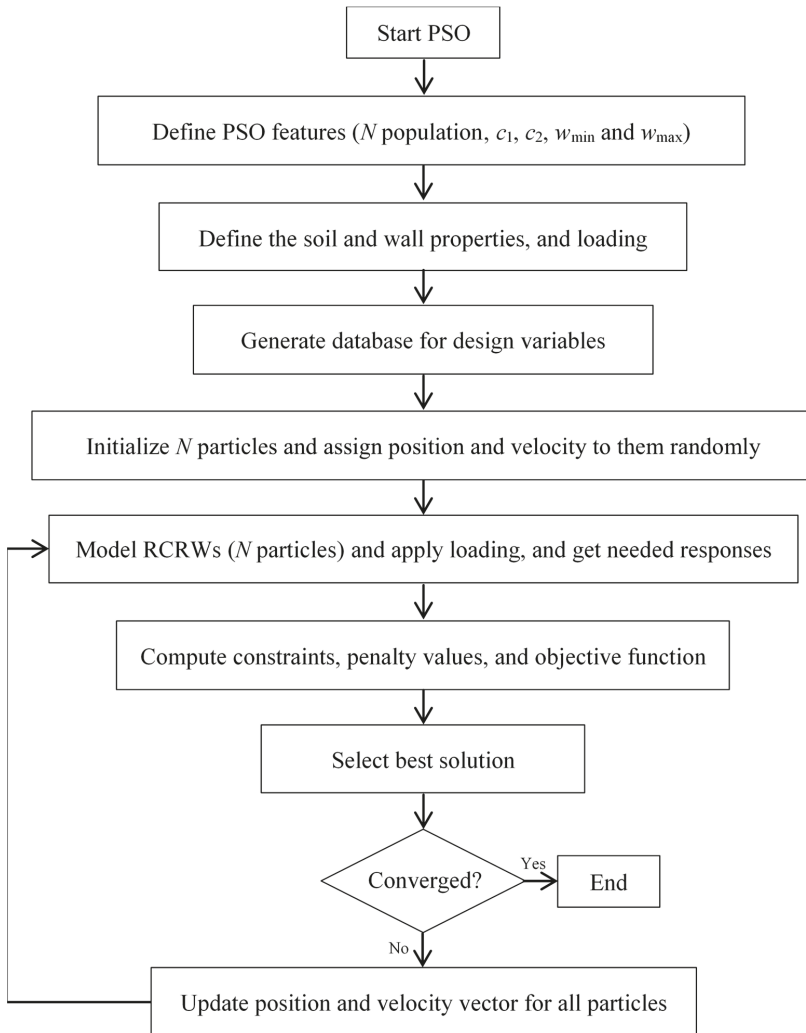 Start PSO
Define PSO features (N population, c₁, c₂, wmin and wmax)
Define the soil and wall properties, and loading
Generate database for design variables
Initialize N particles and assign position and velocity to them randomly
Model RCRWs (N particles) and apply loading, and get needed responses
Compute constraints, penalty values, and objective function
Select best solution
Converged?
Yes
End
No
Update position and velocity vector for all particles